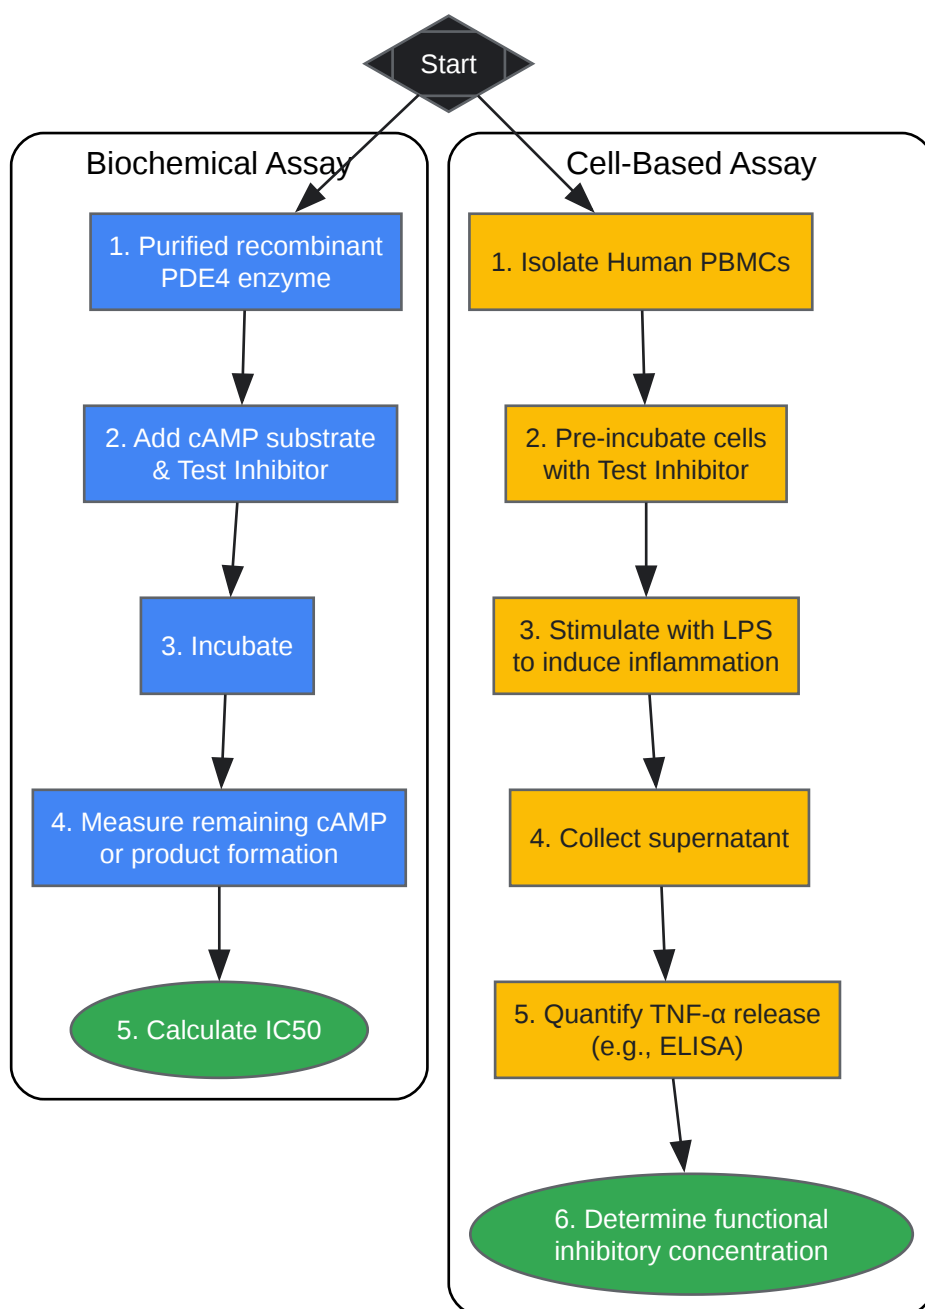 Start
Biochemical Assay
1. Purified recombinant
PDE4 enzyme
2. Add cAMP substrate
& Test Inhibitor
3. Incubate
4. Measure remaining cAMP
or product formation
5. Calculate IC50
Cell-Based Assay
1. Isolate Human PBMCs
2. Pre-incubate cells
with Test Inhibitor
3. Stimulate with LPS
to induce inflammation
4. Collect supernatant
5. Quantify TNF-α release
(e.g., ELISA)
6. Determine functional
inhibitory concentration